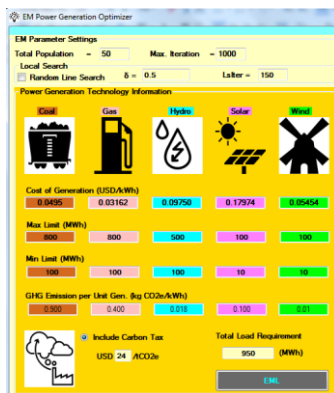 EM Power Generation Optimizer
EM Parameter Settings
Total Population = 50 Max. Iteration = 1000
Local Search
Random Line Search δ = 0.5 LsIter = 150
Power Generation Technology Information
Coal Gas Hydro Solar Wind
Cost of Generation (USD/kWh)
0.0495 0.03162 0.09750 0.17974 0.05454
Max Limit (MWh)
800 800 500 100 100
Min Limit (MWh)
100 100 100 10 10
GHG Emission per Unit Gen. (kg CO2e/kWh)
0.900 0.400 0.018 0.100 0.01
Include Carbon Tax Total Load Requirement
USD 24 /tCO2e 950 (MWh)
EML